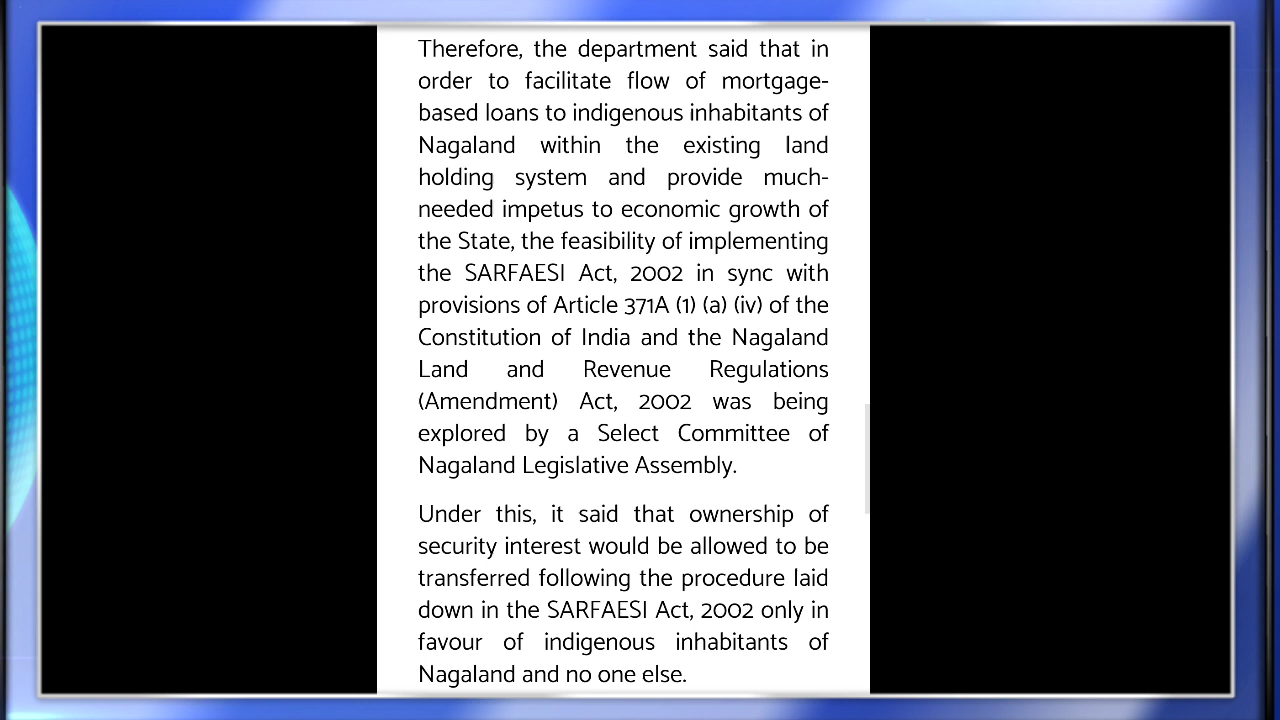 Therefore, the department said that in
order to facilitate flow of mortgage-
based loans to indigenous inhabitants of
Nagaland within the existing land
holding system and provide much-
needed impetus to economic growth of
the State, the feasibility of implementing
the SARFAESI Act, 2002 in sync with
provisions of Article 371A (1) (a) (iv) of the
Constitution of India and the Nagaland
Land and Revenue Regulations
(Amendment) Act, 2002 was being
explored by a Select Committee of
Nagaland Legislative Assembly.
Under this, it said that ownership of
security interest would be allowed to be
transferred following the procedure laid
down in the SARFAESI Act, 2002 only in
favour of indigenous inhabitants of
Nagaland and no one else.